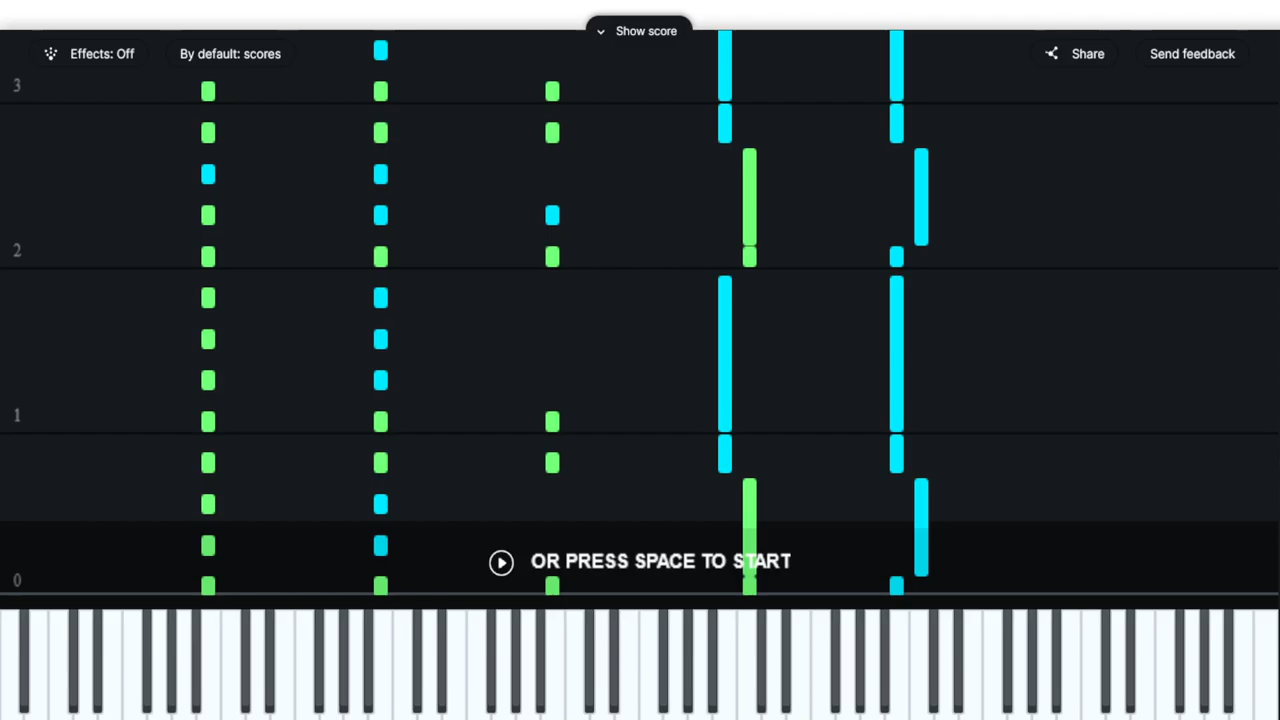 Show score
Effects: Off
By default: scores
Share
Send feedback
3
2
1
OR PRESS SPACE TO START
0